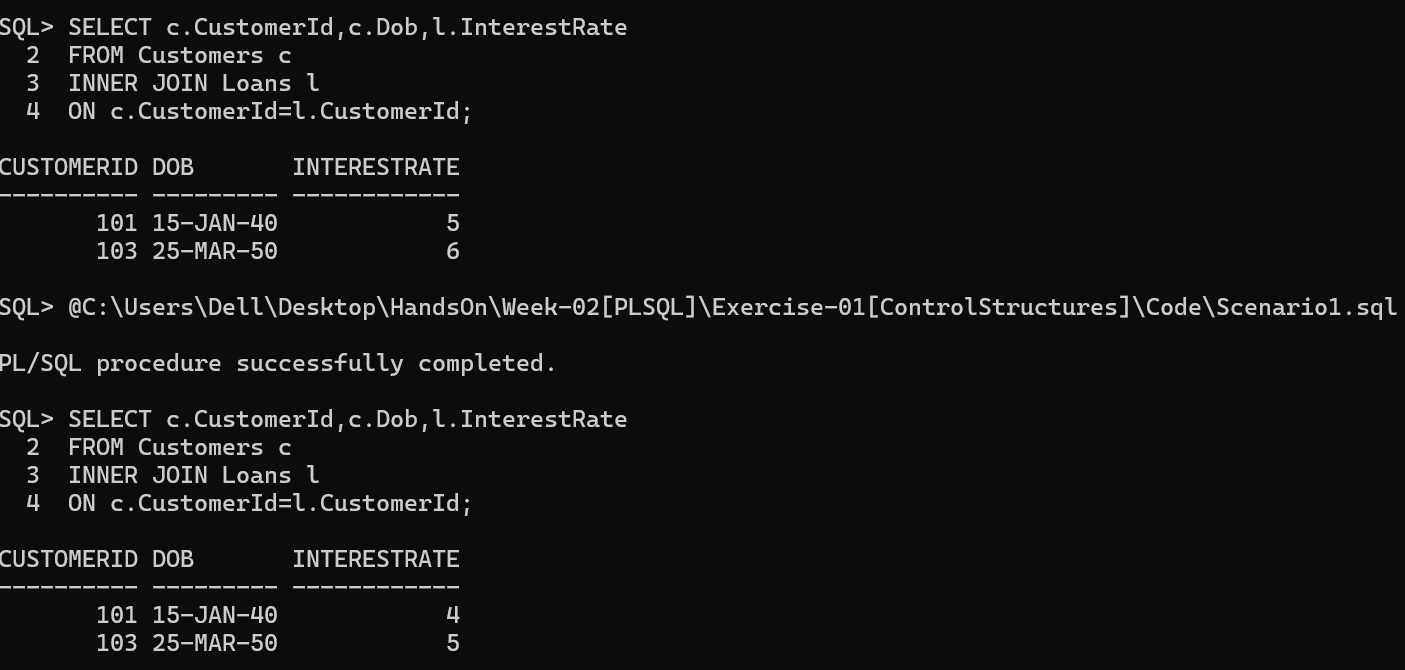 SQL> SELECT c.CustomerId,c.Dob,l.InterestRate
  2  FROM Customers c
  3  INNER JOIN Loans l
  4  ON c.CustomerId=l.CustomerId;
CUSTOMERID DOB       INTERESTRATE
---------- --------- ------------
       101 15-JAN-40            5
       103 25-MAR-50            6
SQL> @C:\Users\Dell\Desktop\HandsOn\Week-02[PLSQL]\Exercise-01[ControlStructures]\Code\Scenario1.sql
PL/SQL procedure successfully completed.
SQL> SELECT c.CustomerId,c.Dob,l.InterestRate
  2  FROM Customers c
  3  INNER JOIN Loans l
  4  ON c.CustomerId=l.CustomerId;
CUSTOMERID DOB       INTERESTRATE
---------- --------- ------------
       101 15-JAN-40            4
       103 25-MAR-50            5